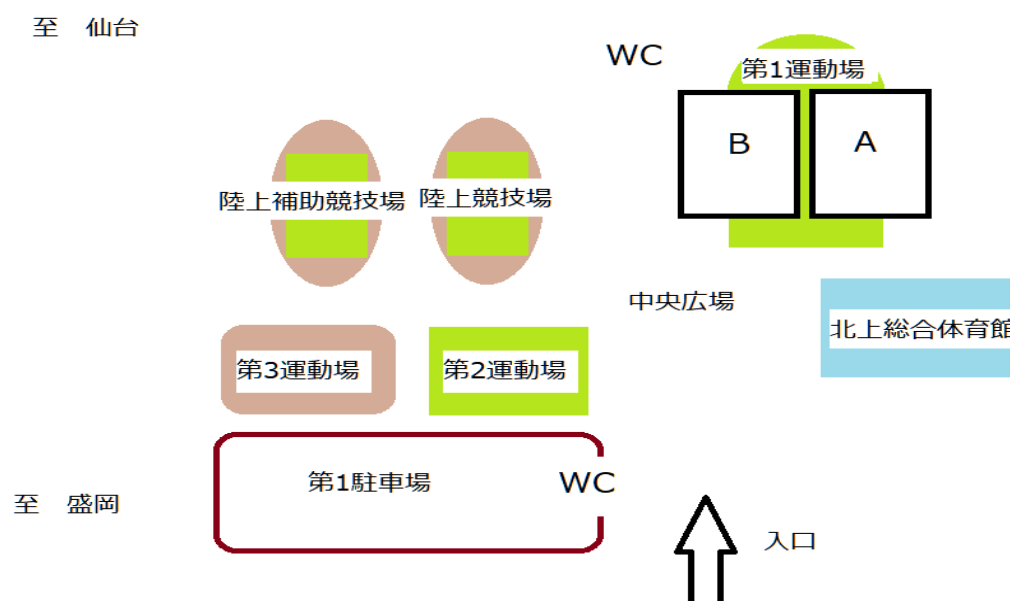 至　仙台
WC
第1運動場
B
A
陸上補助競技場
陸上競技場
中央広場
北上総合体育館
第3運動場
第2運動場
第1駐車場
WC
至　盛岡
入口